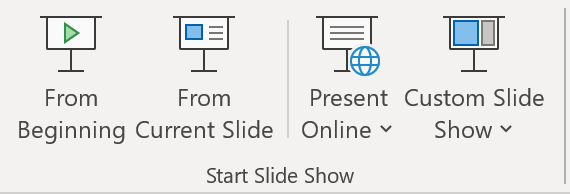 From Beginning
From Current Slide
Present Online
Custom Slide Show
Start Slide Show